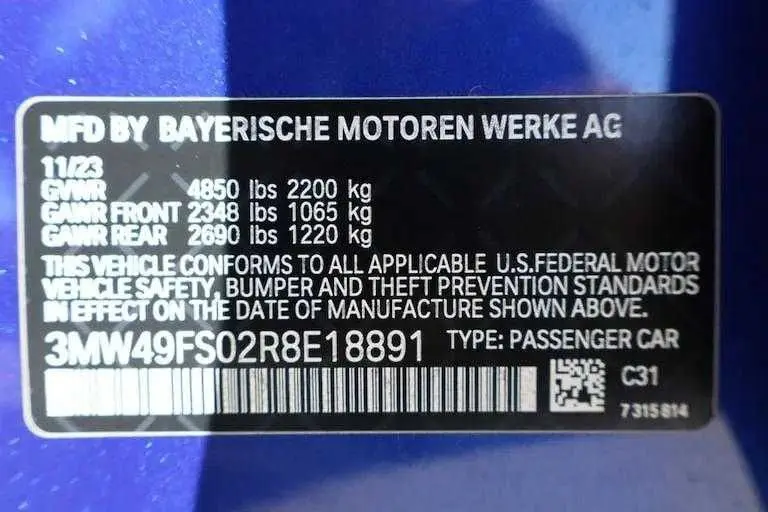 MFD BY BAYERISCHE MOTOREN WERKE AG
11/23
GVWR 4850 lbs 2200 kg
GAWR FRONT 2348 lbs 1065 kg
GAWR REAR 2690 lbs 1220 kg
THIS VEHICLE CONFORMS TO ALL APPLICABLE U.S.FEDERAL MOTOR
VEHICLE SAFETY, BUMPER AND THEFT PREVENTION STANDARDS
IN EFFECT ON THE DATE OF MANUFACTURE SHOWN ABOVE.
3MW49FS02R8E18891 TYPE: PASSENGER CAR
C31
7315814